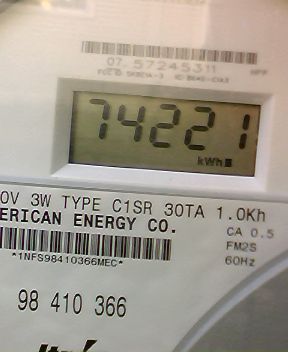 07 57245311
74221
kWh
0V 3W TYPE C1SR 30TA 1.0Kh
ERICAN ENERGY CO.
CA 0.5
FM2S
*1NFS98410366MEC*
60Hz
98 410 366
Itrón